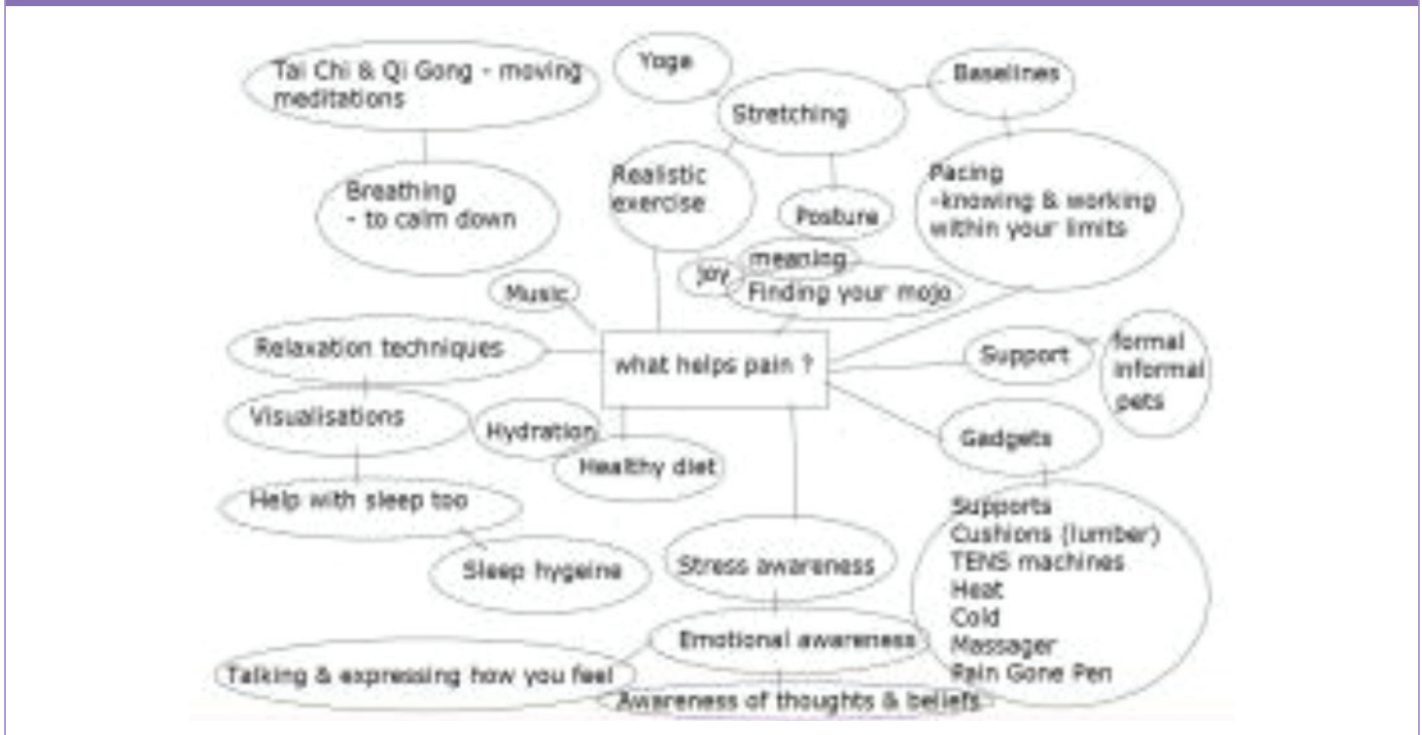 Tai Chi & Qi Gong - moving
meditations
Yoga
Baselines
Stretching
Breathing
- to calm down
Realistic
exercise
Posture
Pacing
-knowing & working
within your limits
Music
joy
meaning
Finding your mojo
Relaxation techniques
what helps pain ?
Support
formal
informal
pets
Visualisations
Hydration
Healthy diet
Gadgets
Help with sleep too
Sleep hygeine
Stress awareness
Supports
Cushions (lumber)
TENS machines
Heat
Cold
Massager
Pain Gone Pen
Emotional awareness
Talking & expressing how you feel
Awareness of thoughts & beliefs